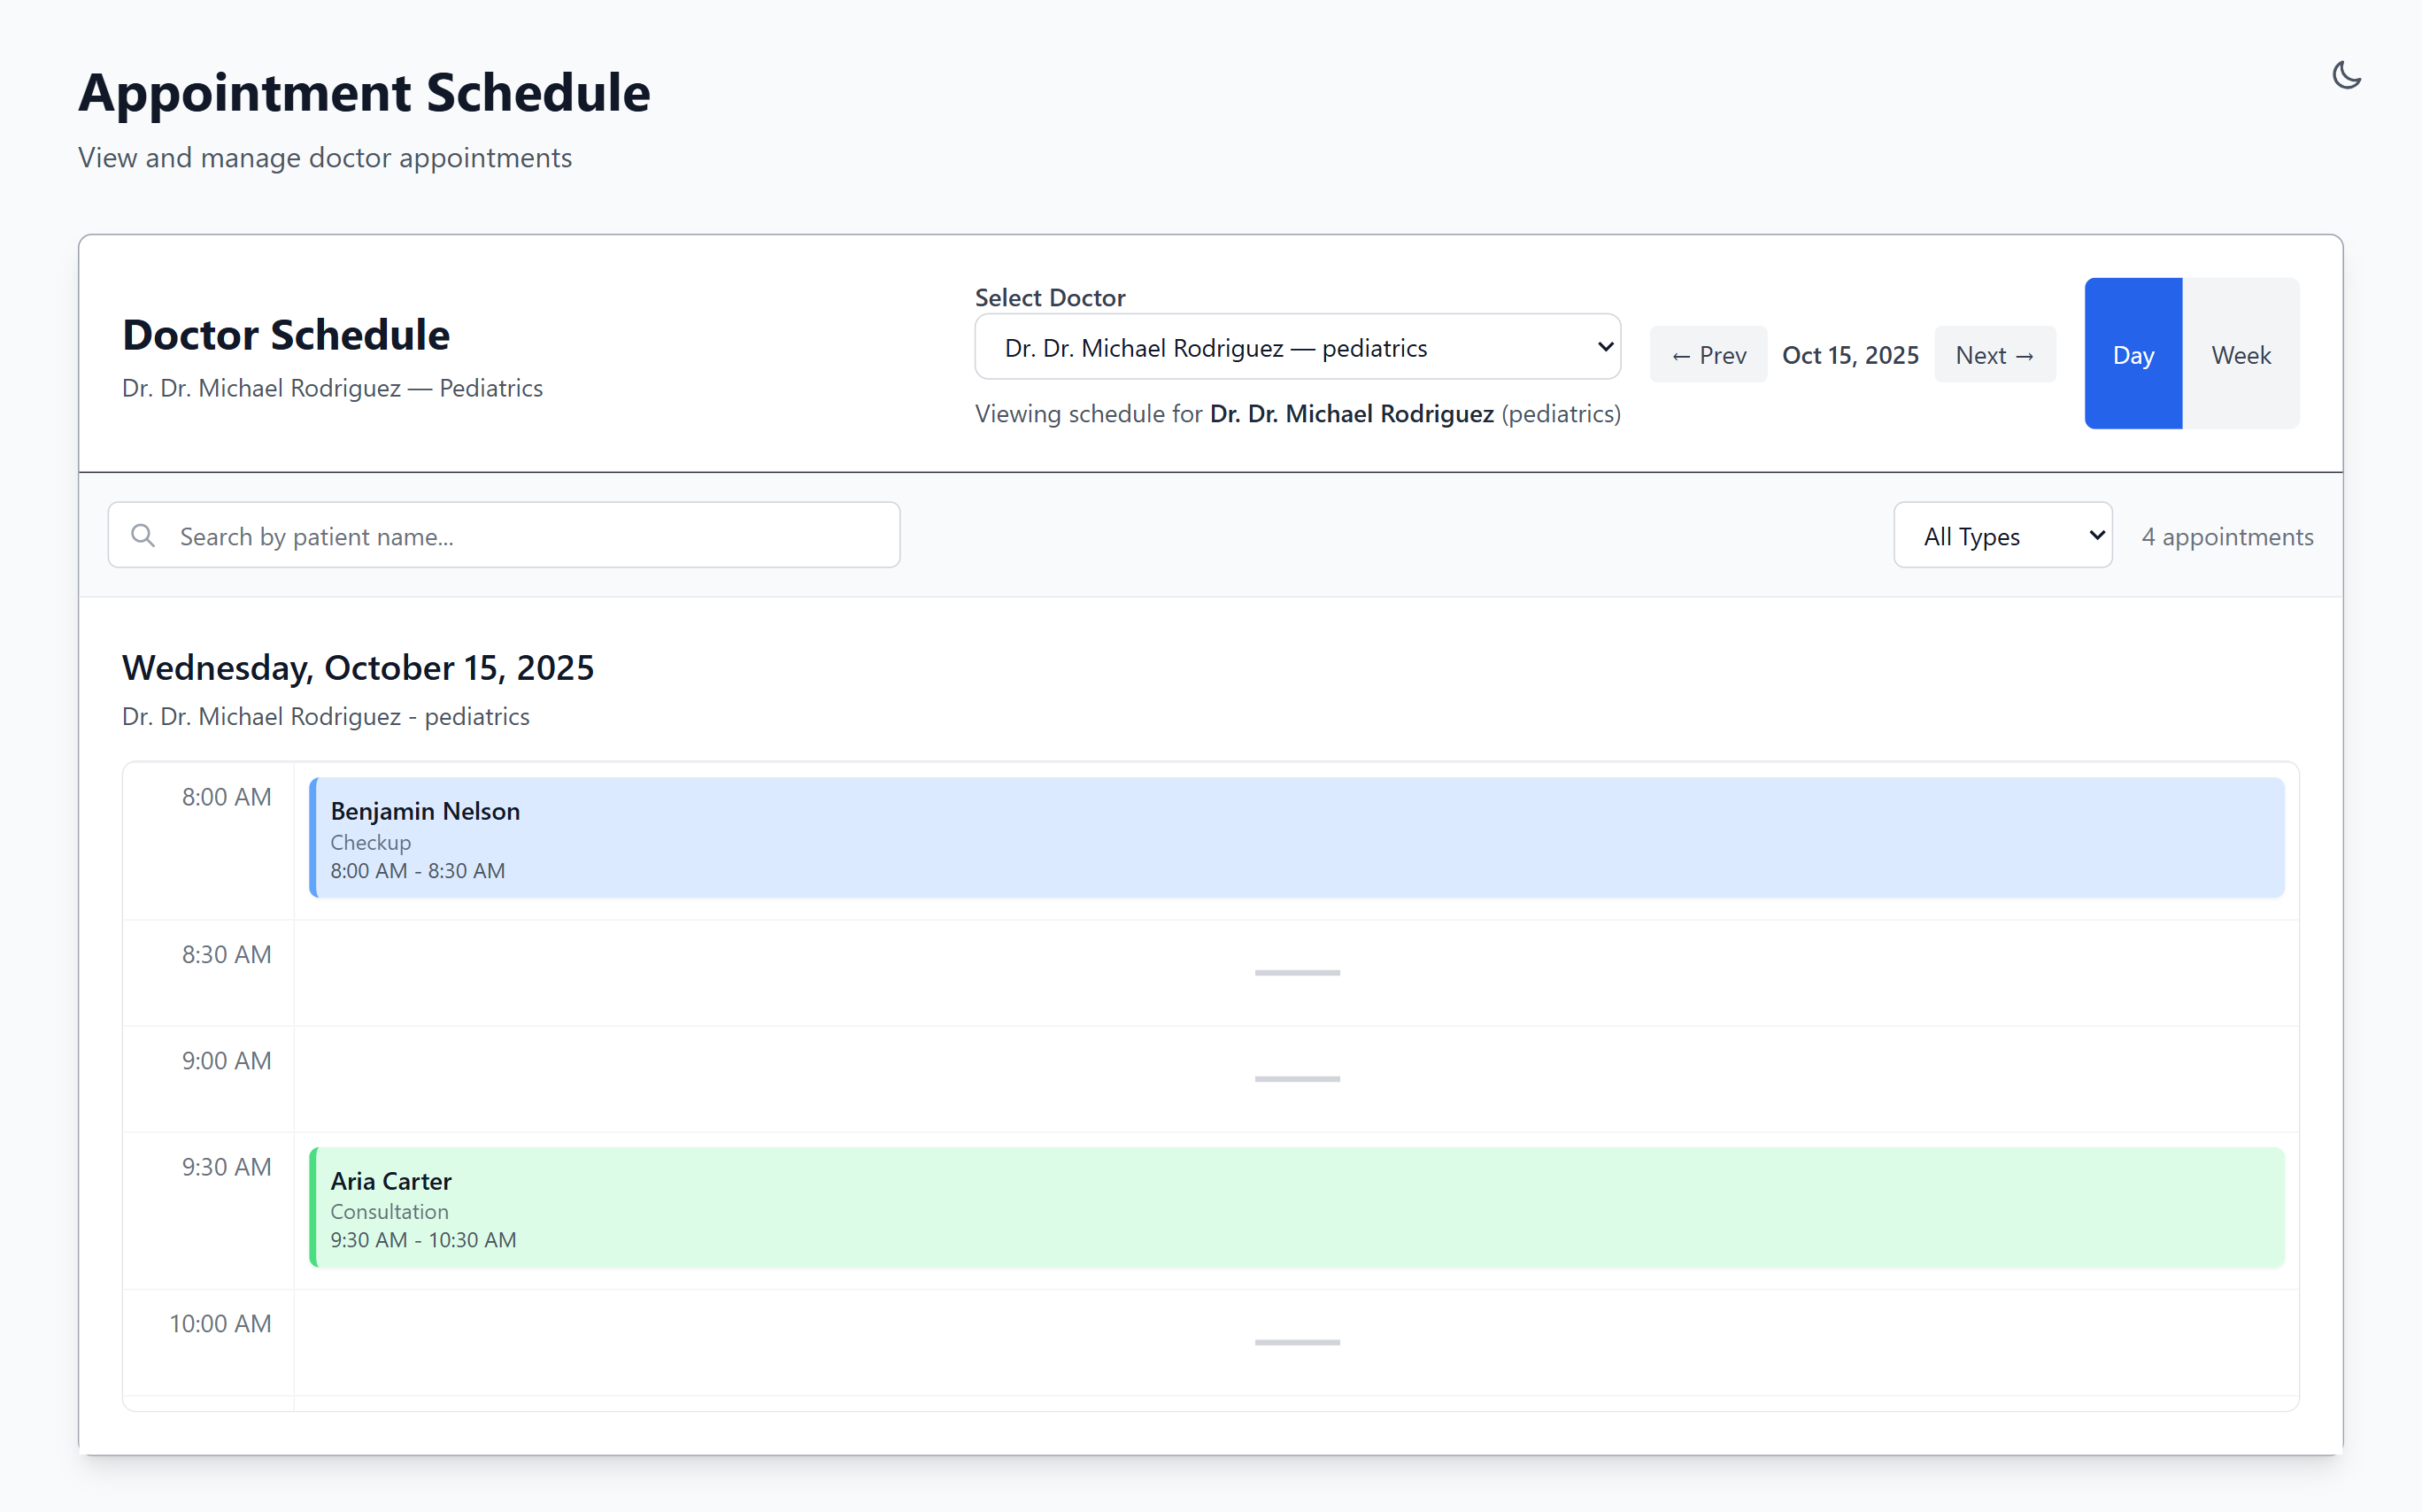 Appointment Schedule
View and manage doctor appointments
Doctor Schedule
Dr. Dr. Michael Rodriguez — Pediatrics
Select Doctor
Dr. Dr. Michael Rodriguez — pediatrics
Viewing schedule for Dr. Dr. Michael Rodriguez (pediatrics)
← Prev
Oct 15, 2025
Next →
Day
Week
Search by patient name...
All Types
4 appointments
Wednesday, October 15, 2025
Dr. Dr. Michael Rodriguez - pediatrics
8:00 AM
Benjamin Nelson
Checkup
8:00 AM - 8:30 AM
8:30 AM
9:00 AM
9:30 AM
Aria Carter
Consultation
9:30 AM - 10:30 AM
10:00 AM